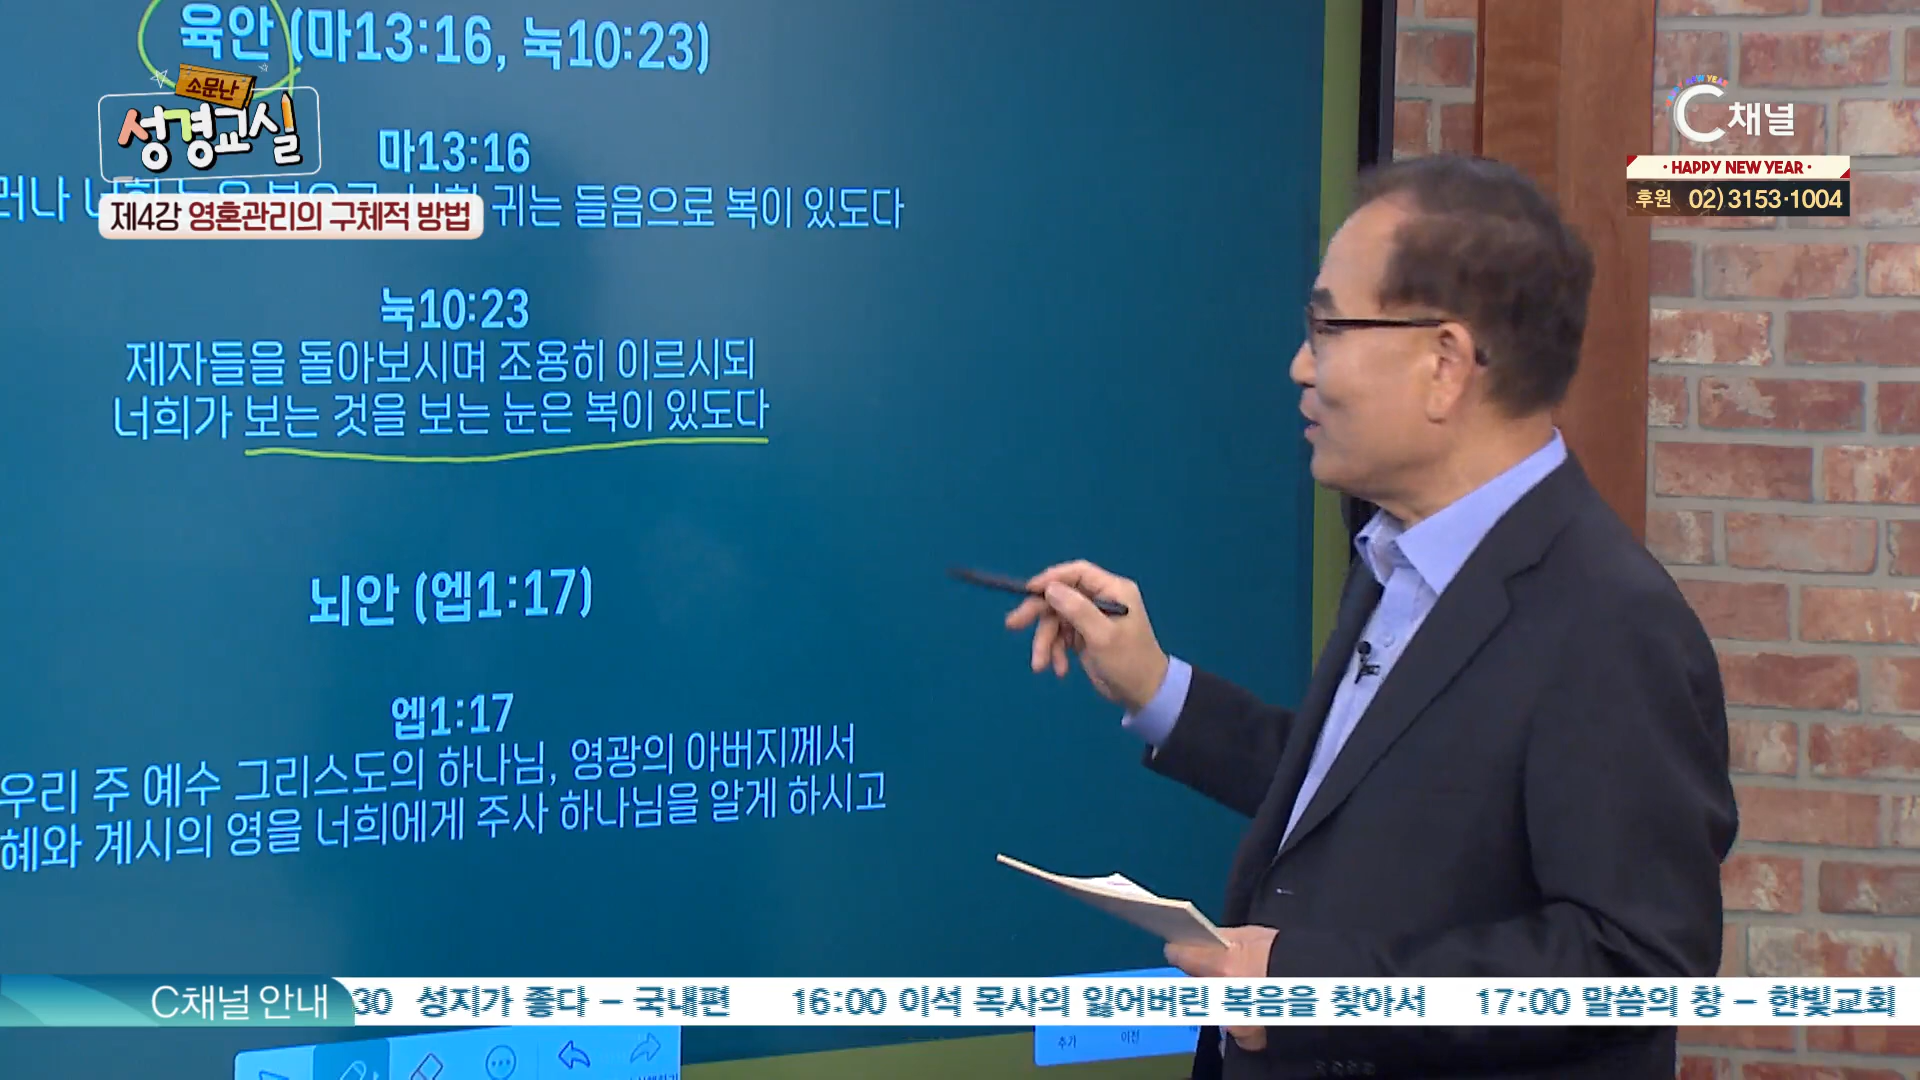 육안 (마13:16, 눅10:23)
소문난
성경교실
마13:16
귀는 들음으로 복이 있도다
제4강 영혼관리의 구체적 방법
눅10:23
제자들을 돌아보시며 조용히 이르시되
너희가 보는 것을 보는 눈은 복이 있도다
뇌안 (엡1:17)
엡1:17
우리 주 예수 그리스도의 하나님, 영광의 아버지께서
혜와 계시의 영을 너희에게 주사 하나님을 알게 하시고
NEW YEAR
C채널
·HAPPY NEW YEAR·
후원 02)3153·1004
C채널 안내
30 성지가 좋다 - 국내편 16:00 이석 목사의 잃어버린 복음을 찾아서 17:00 말씀의 창 - 한빛교회
추가 이전